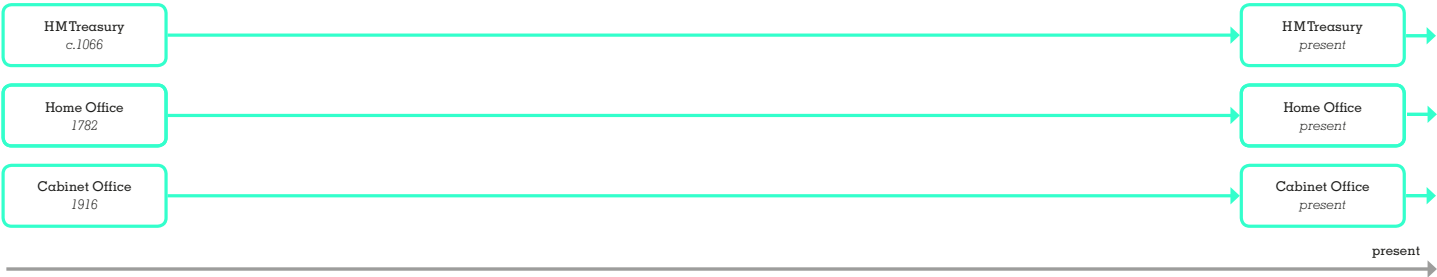 HM Treasury
c.1066
HM Treasury
present
Home Office
1782
Home Office
present
Cabinet Office
1916
Cabinet Office
present
present